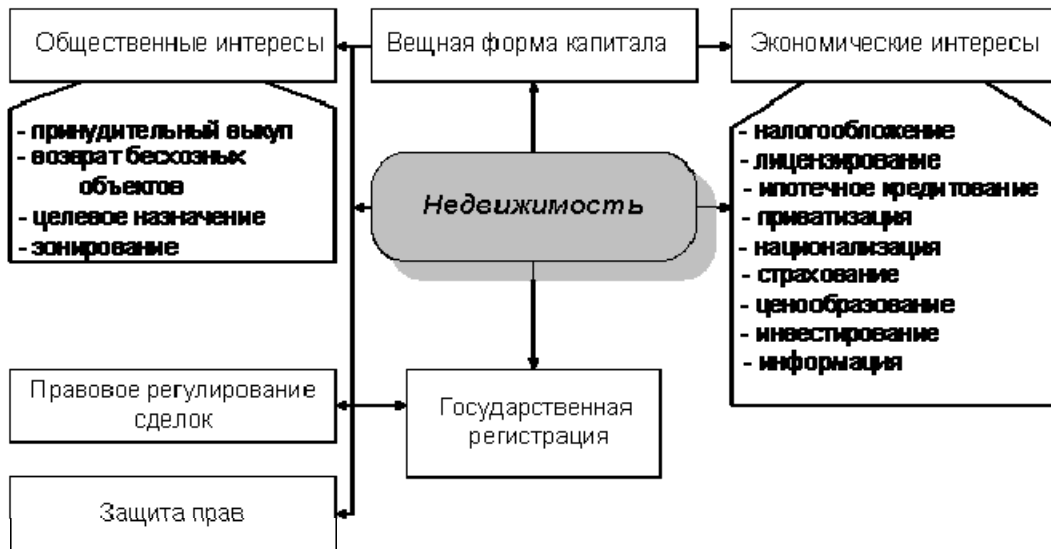 Общественные интересы
Вещная форма капитала
Экономические интересы
- принудительный выкуп
- возврат бесхозных
объектов
- целевое назначение
- зонирование
Недвижимость
- налогообложение
- лицензирование
- ипотечное кредитование
- приватизация
- национализация
- страхование
- ценообразование
- инвестирование
- информация
Правовое регулирование
сделок
Государственная
регистрация
Защита прав